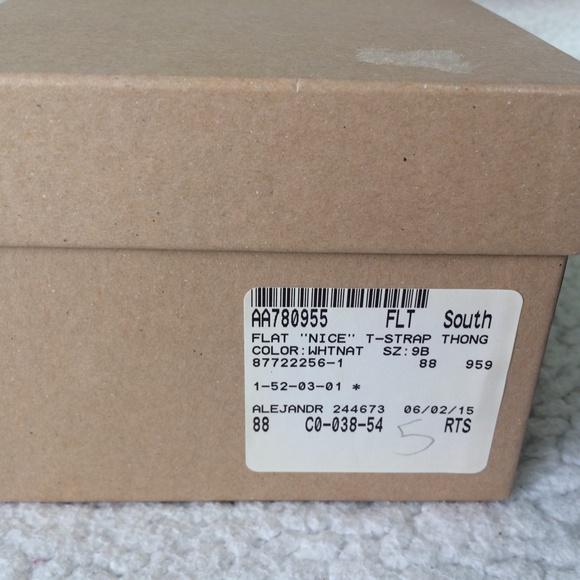 AA780955 FLT South
FLAT "NICE" T-STRAP THONG
COLOR:WHTNAT SZ:9B
87722256-1 88 959
1-52-03-01 *
ALEJANDR 244673 06/02/15
88 C0-038-54 5 RTS